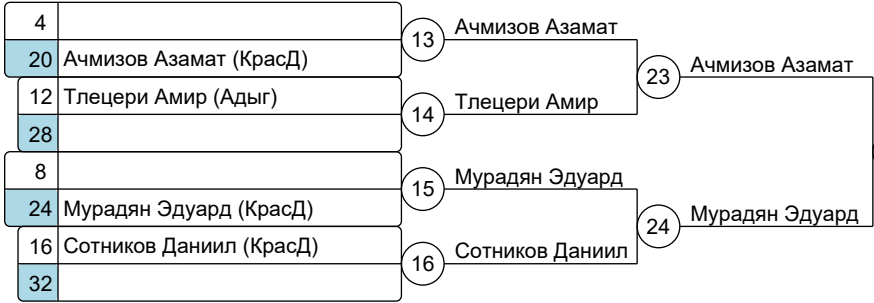 4
20 Ачмизов Азамат (КрасД)
12 Тлецери Амир (Адыг)
28
8
24 Мурадян Эдуард (КрасД)
16 Сотников Даниил (КрасД)
32
13 Ачмизов Азамат
14 Тлецери Амир
15 Мурадян Эдуард
16 Сотников Даниил
23 Ачмизов Азамат
24 Мурадян Эдуард